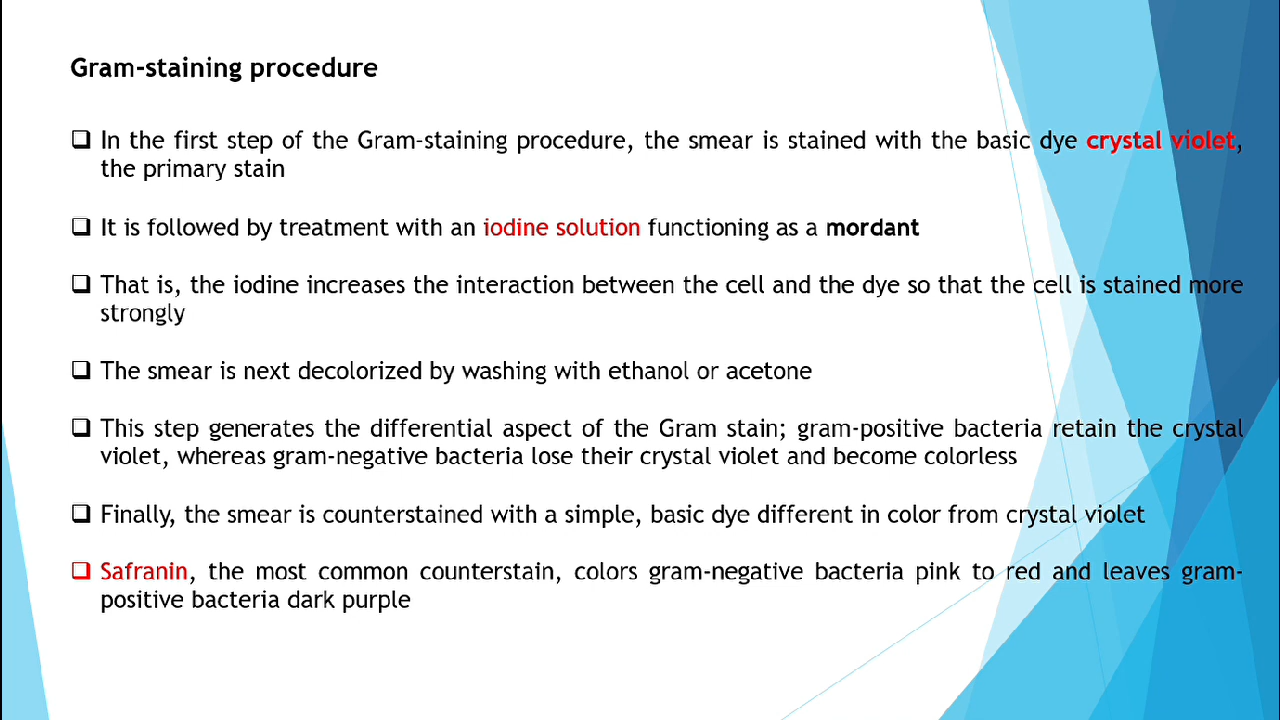 Gram-staining procedure
In the first step of the Gram-staining procedure, the smear is stained with the basic dye crystal violet,
the primary stain
It is followed by treatment with an iodine solution functioning as a mordant
That is, the iodine increases the interaction between the cell and the dye so that the cell is stained more
strongly
The smear is next decolorized by washing with ethanol or acetone
This step generates the differential aspect of the Gram stain; gram-positive bacteria retain the crystal
violet, whereas gram-negative bacteria lose their crystal violet and become colorless
Finally, the smear is counterstained with a simple, basic dye different in color from crystal violet
Safranin, the most common counterstain, colors gram-negative bacteria pink to red and leaves gram-
positive bacteria dark purple